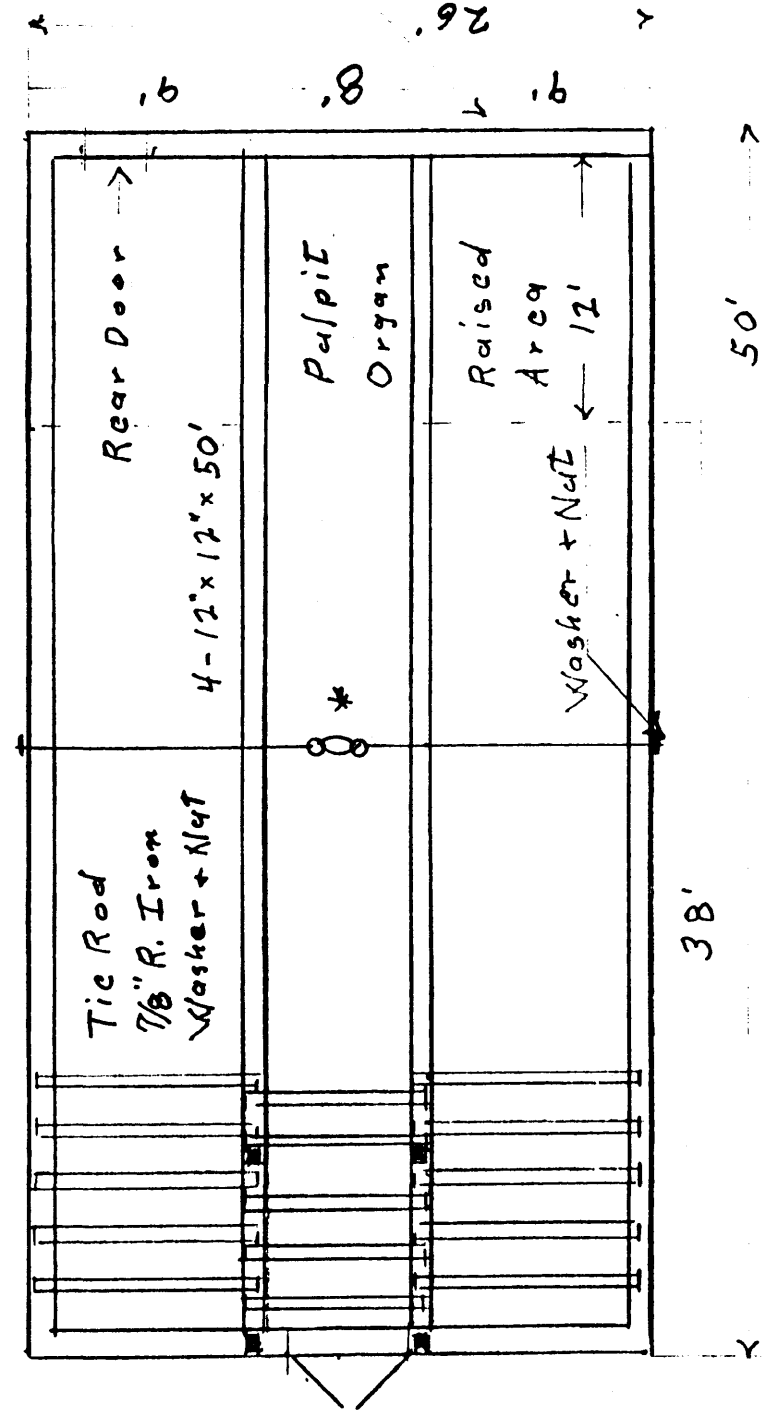 Tie Rod
7/8" R. Iron
Washer + Nut
Rear Door
4-12"x12"x50'
*
Pulpit
Organ
Raised
Area
12'
Washer + Nut
9'
8'
9'
26'
38'
50'